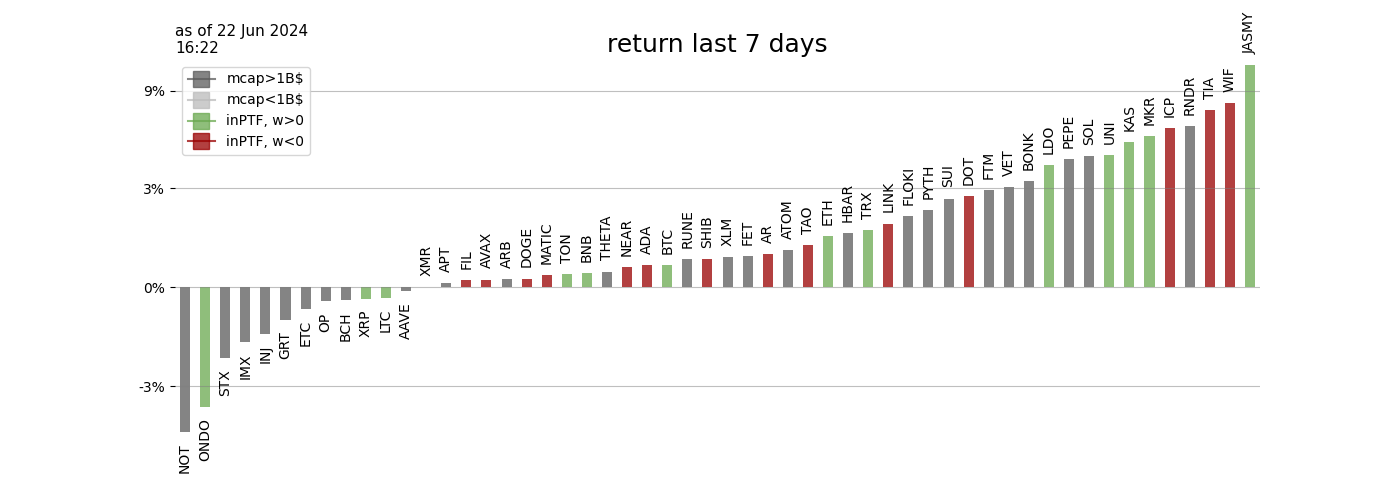 as of 22 Jun 2024
16:22
return last 7 days
mcap>1B$
mcap<1B$
inPTF, w>0
inPTF, w<0
9%
3%
0%
-3%
NOT
ONDO
STX
IMX
INJ
GRT
ETC
OP
BCH
XRP
LTC
AAVE
XMR
APT
FIL
AVAX
ARB
DOGE
MATIC
TON
BNB
THETA
NEAR
ADA
BTC
RUNE
SHIB
XLM
FET
AR
ATOM
TAO
ETH
HBAR
TRX
LINK
FLOKI
PYTH
SUI
DOT
FTM
VET
BONK
LDO
PEPE
SOL
UNI
KAS
MKR
ICP
RNDR
TIA
WIF
JASMY